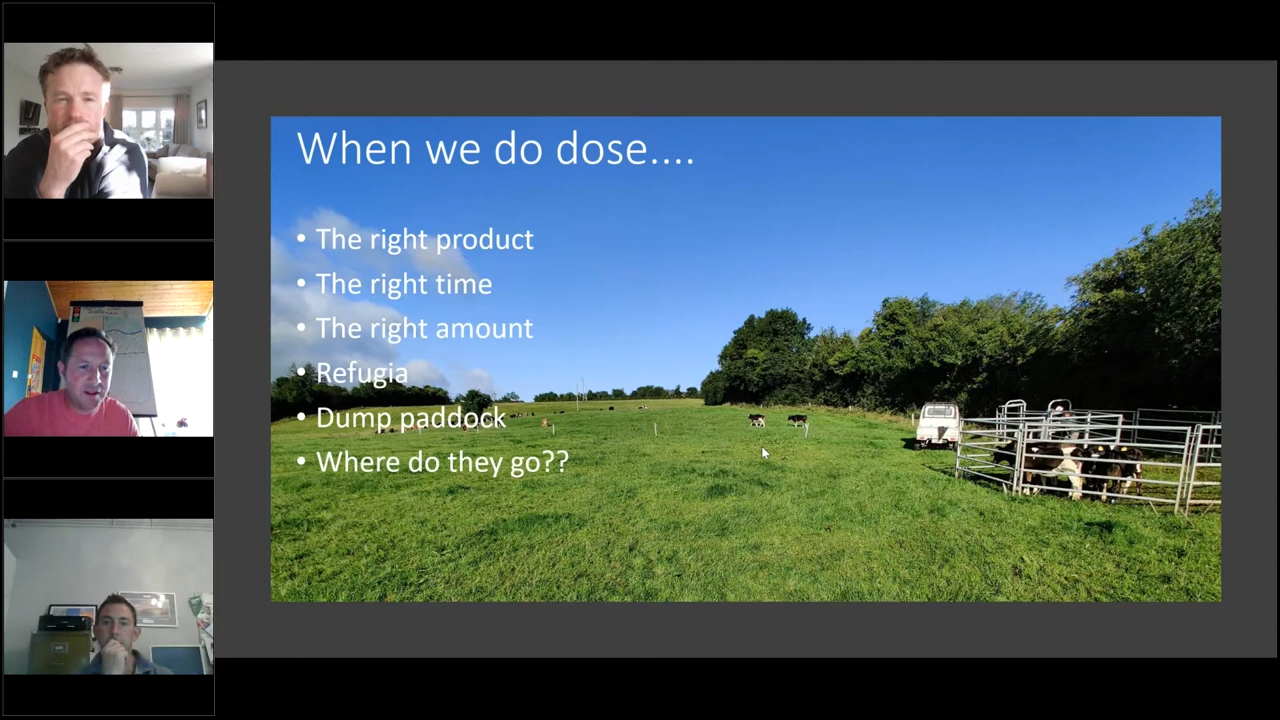 When we do dose....
• The right product
• The right time
• The right amount
• Refugia
• Dump paddock
• Where do they go??